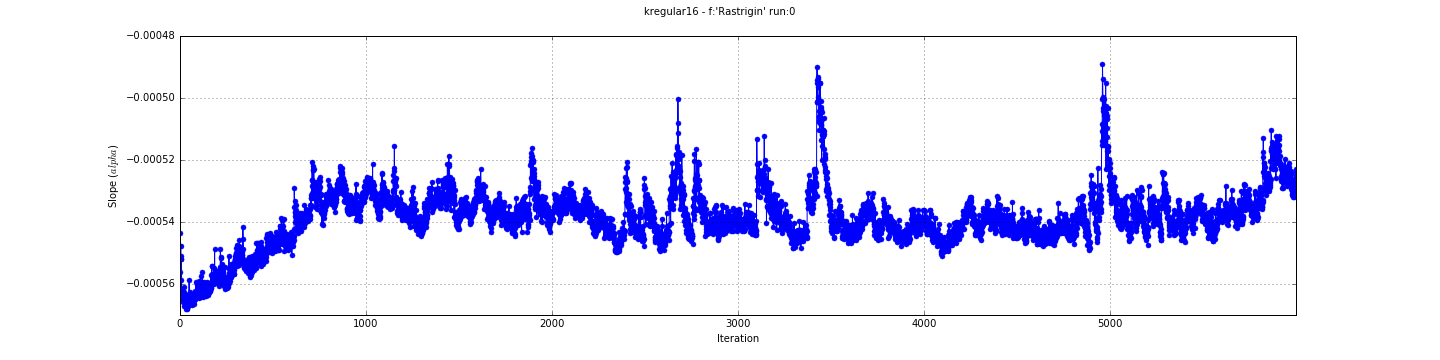 kregular16 - f:'Rastrigin' run:0
−0.00048
−0.00050
−0.00052
−0.00054
−0.00056
Slope (alpha)
0 1000 2000 3000 4000 5000
Iteration